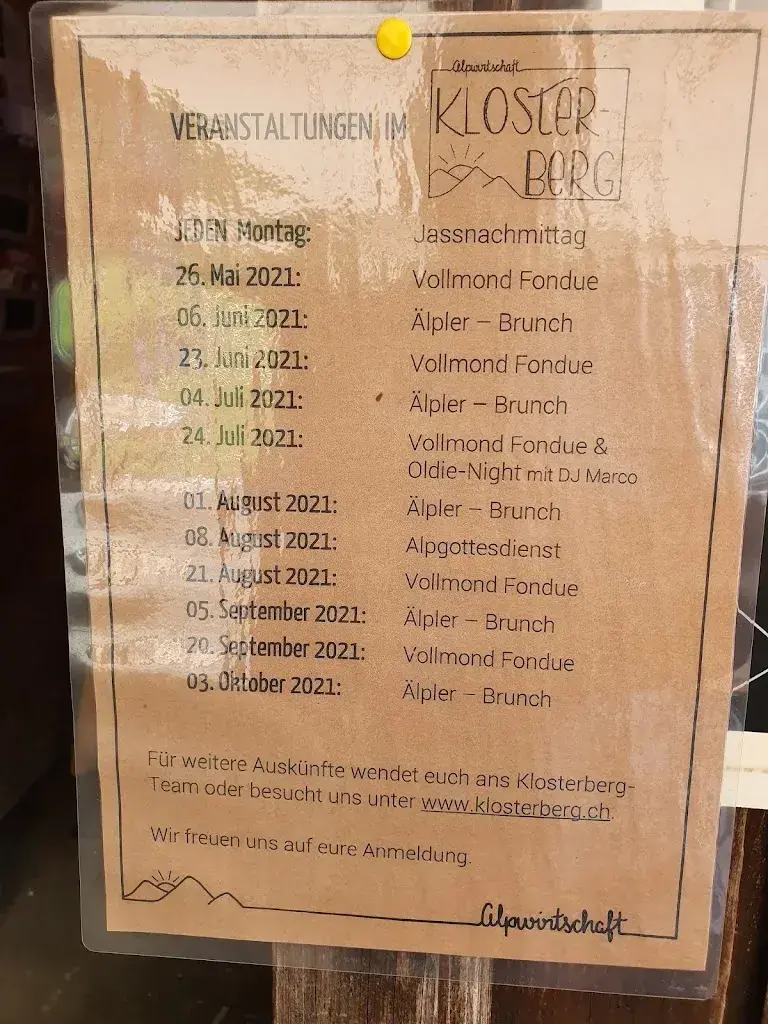 Alpwirtschaft
VERANSTALTUNGEN IM KLOSTER-
BERG
JEDEN Montag: Jassnachmittag
26. Mai 2021: Vollmond Fondue
06. Juni 2021: Älpler – Brunch
23. Juni 2021: Vollmond Fondue
04. Juli 2021: Älpler – Brunch
24. Juli 2021: Vollmond Fondue &
Oldie-Night mit DJ Marco
01. August 2021: Älpler – Brunch
08. August 2021: Alpgottesdienst
21. August 2021: Vollmond Fondue
05. September 2021: Älpler – Brunch
20. September 2021: Vollmond Fondue
03. Oktober 2021: Älpler – Brunch
Für weitere Auskünfte wendet euch ans Klosterberg-
Team oder besucht uns unter www.klosterberg.ch.
Wir freuen uns auf eure Anmeldung.
Alpwirtschaft